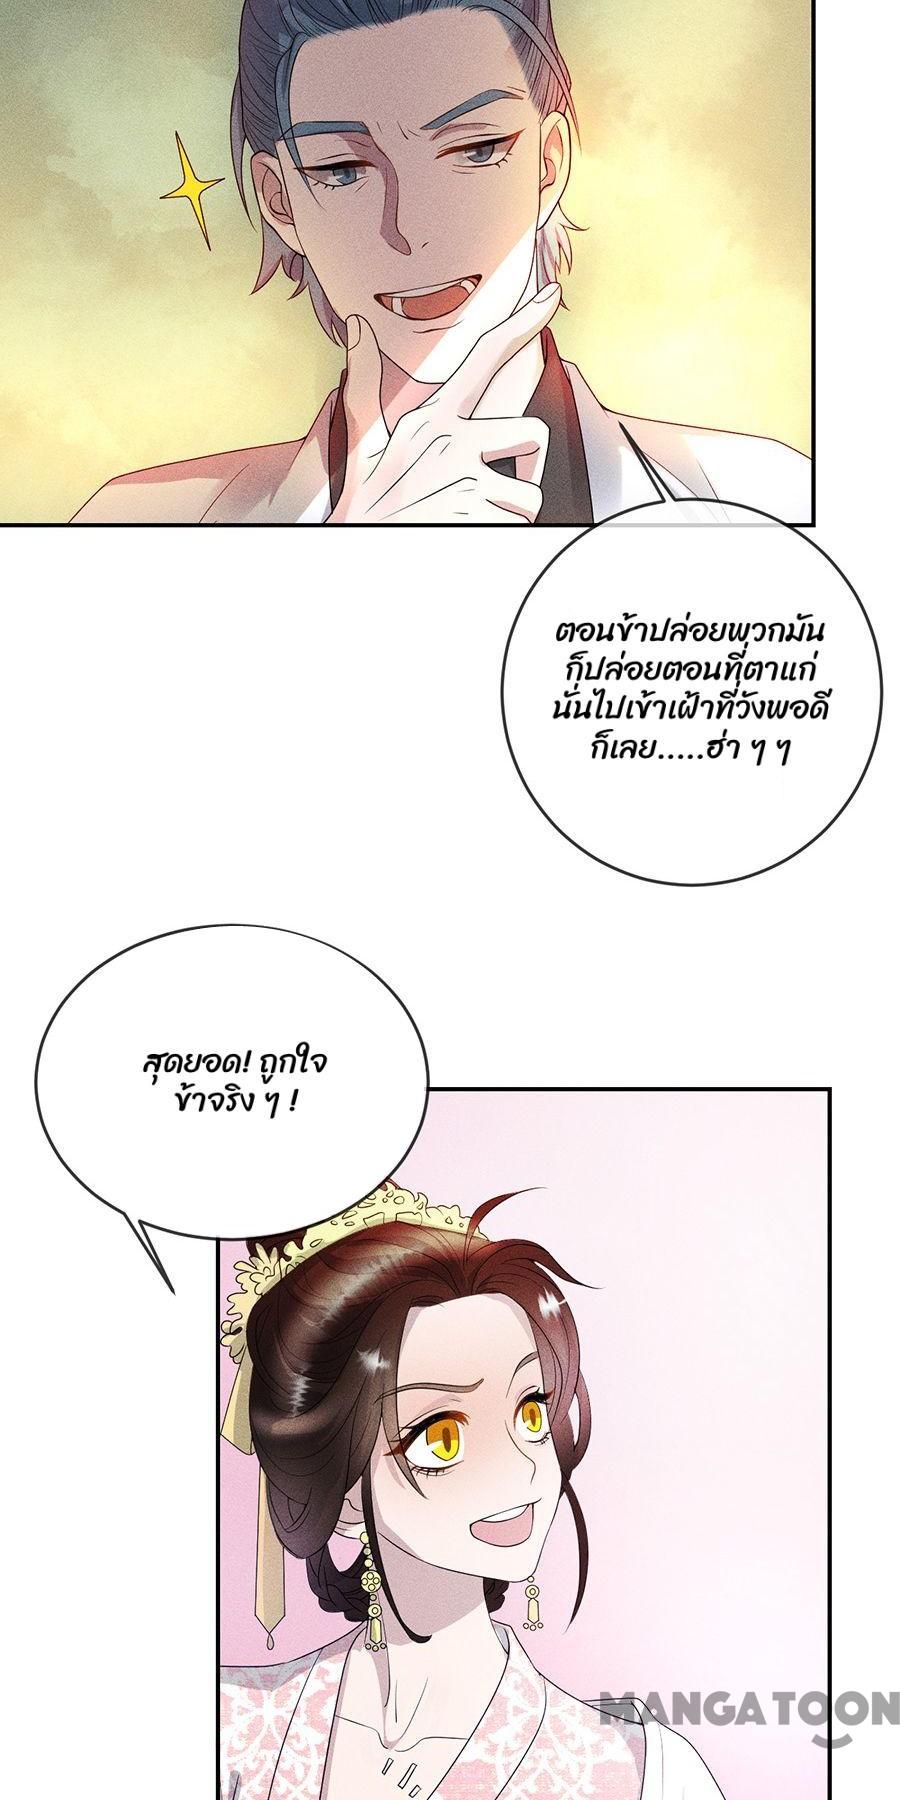 ตอนข้าปล่อยพวกมัน
ก็ปล่อยตอนที่ตาแก่
นั่นไปเข้าเฝ้าที่วังพอดี
ก็เลย.....ฮ่า ๆ ๆ
สุดยอด! ถูกใจ
ข้าจริง ๆ !
MANGATOON